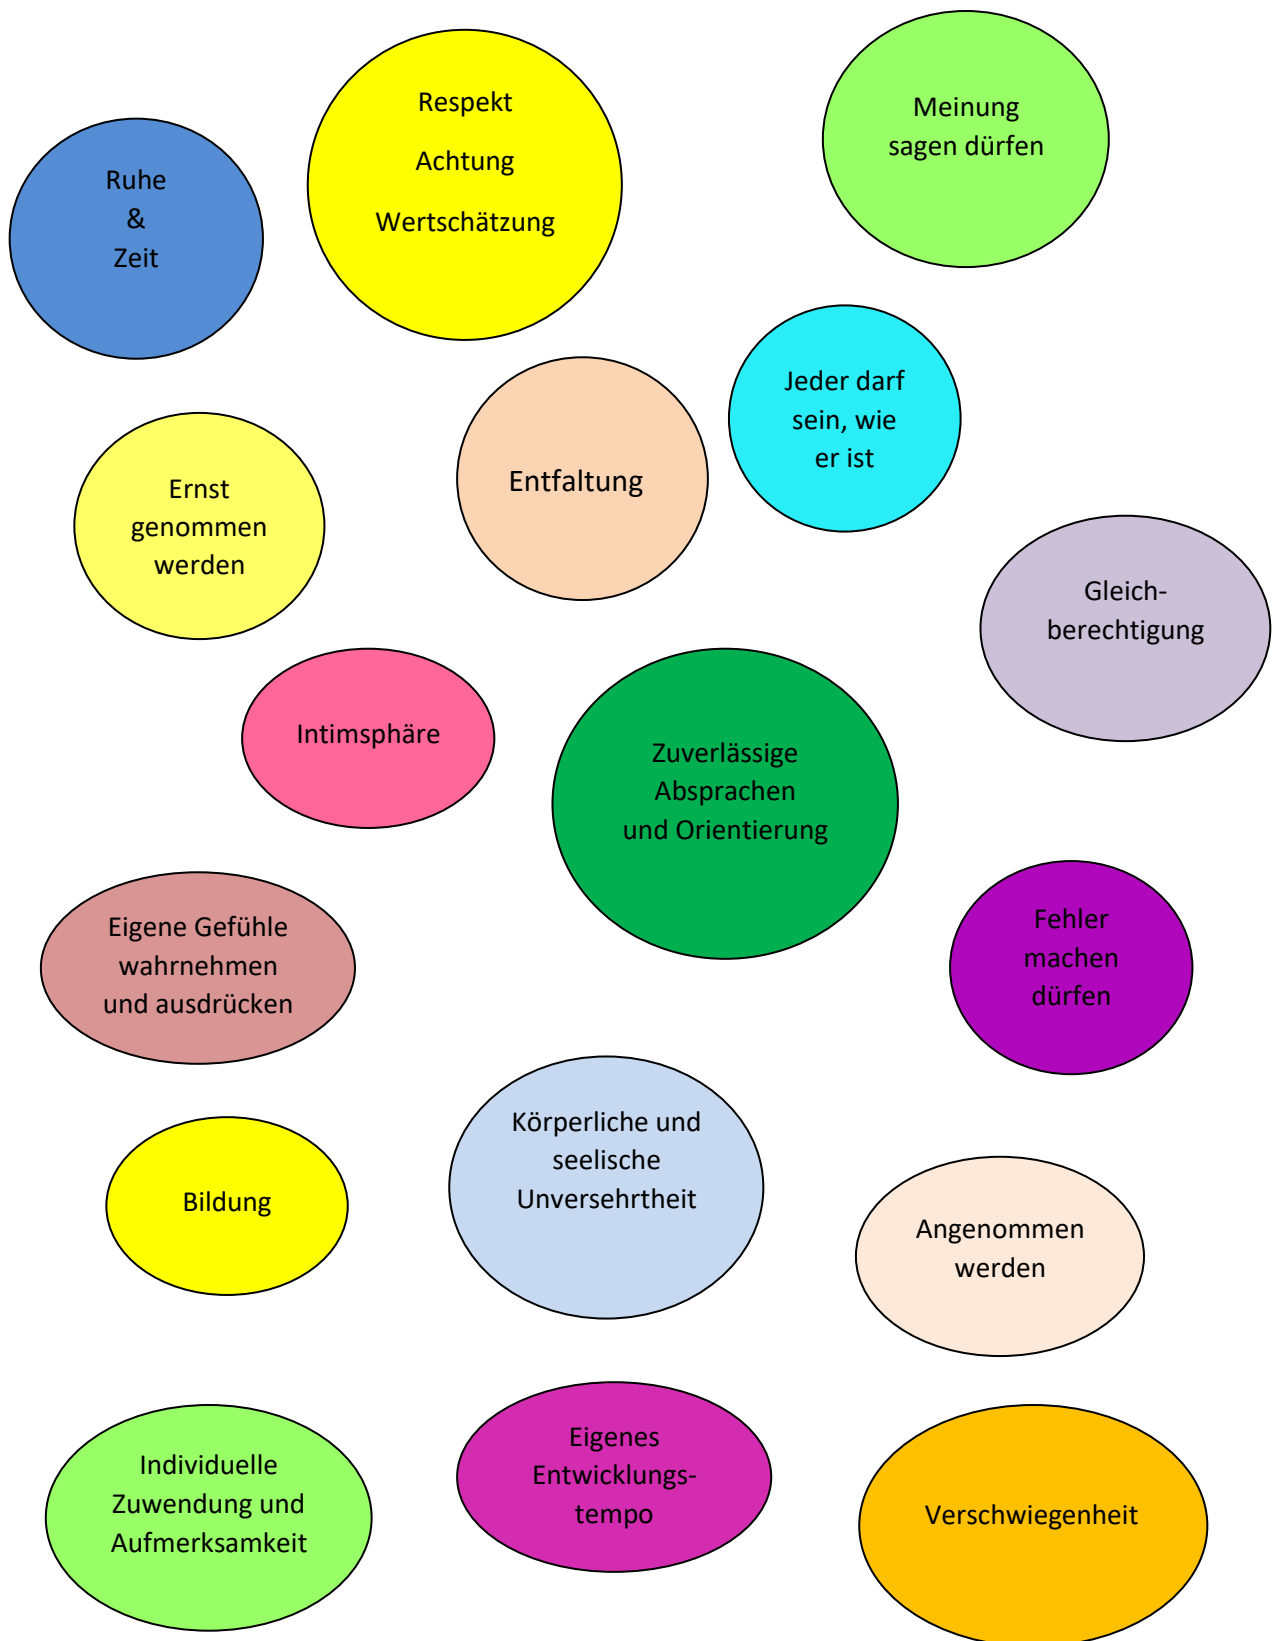 Respekt
Achtung
Wertschätzung
Meinung
sagen dürfen
Ruhe
&
Zeit
Jeder darf
sein, wie
er ist
Entfaltung
Ernst
genommen
werden
Gleich-
berechtigung
Intimsphäre
Zuverlässige
Absprachen
und Orientierung
Eigene Gefühle
wahrnehmen
und ausdrücken
Fehler
machen
dürfen
Körperliche und
seelische
Unversehrtheit
Bildung
Angenommen
werden
Individuelle
Zuwendung und
Aufmerksamkeit
Eigenes
Entwicklungs-
tempo
Verschwiegenheit